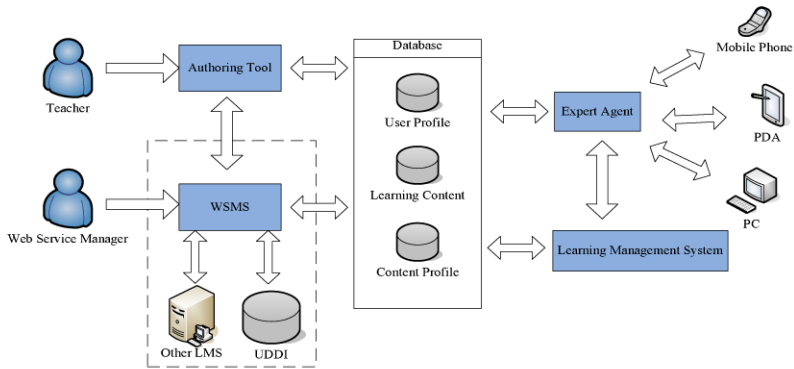 Teacher
Authoring Tool
Web Service Manager
WSMS
Other LMS
UDDI
Database
User Profile
Learning Content
Content Profile
Expert Agent
Learning Management System
Mobile Phone
PDA
PC